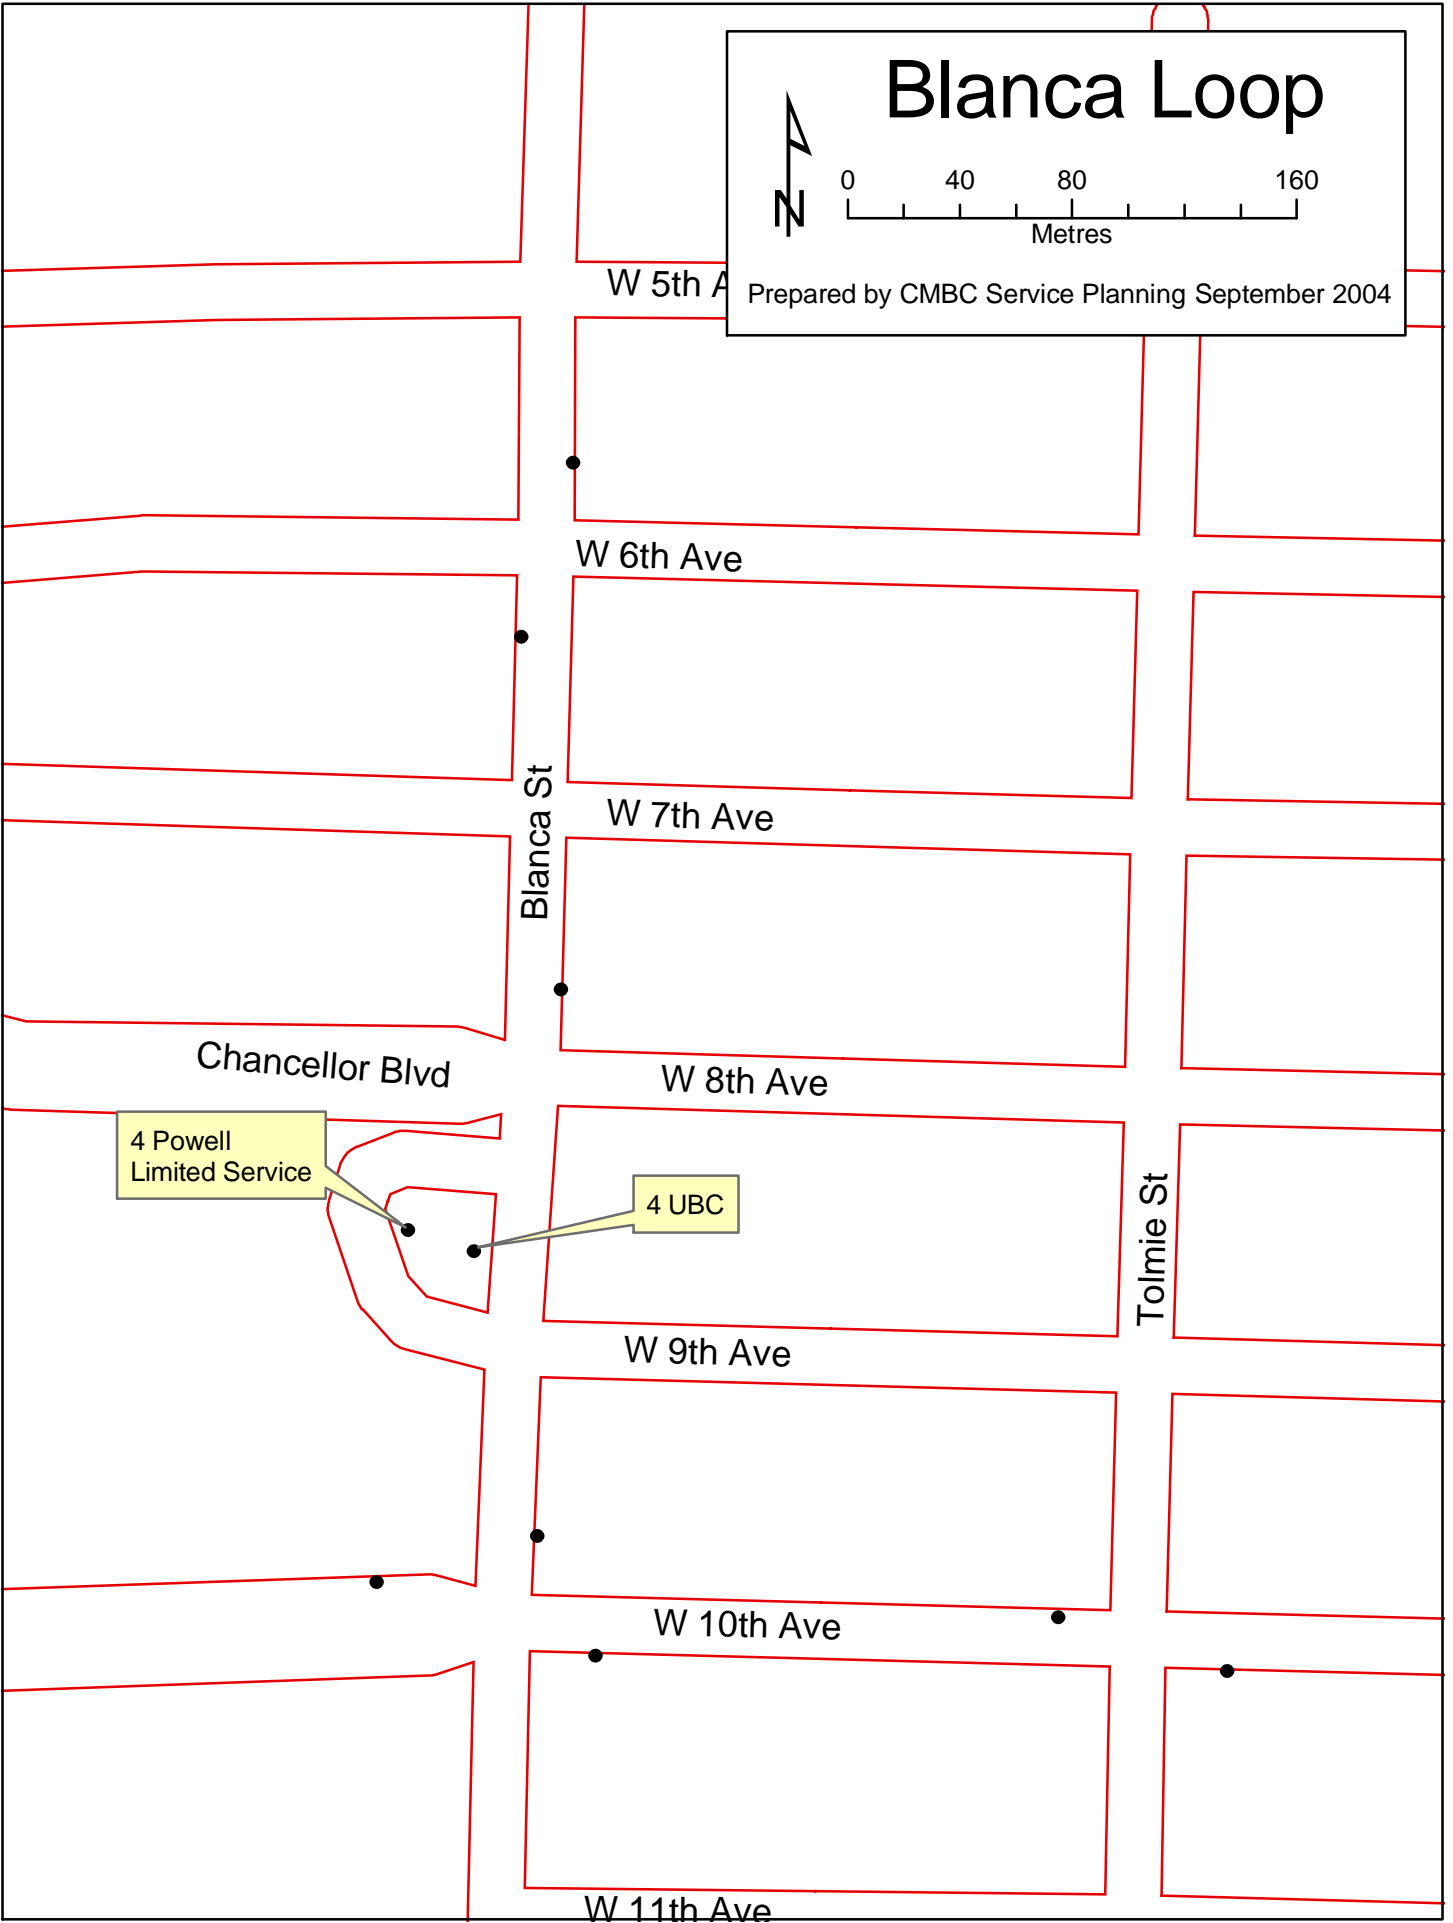 Blanca Loop
0 40 80 160
Metres
N
Prepared by CMBC Service Planning September 2004
W 5th A
W 6th Ave
Blanca St
W 7th Ave
Chancellor Blvd
W 8th Ave
4 Powell
Limited Service
4 UBC
Tolmie St
W 9th Ave
W 10th Ave
W 11th Ave